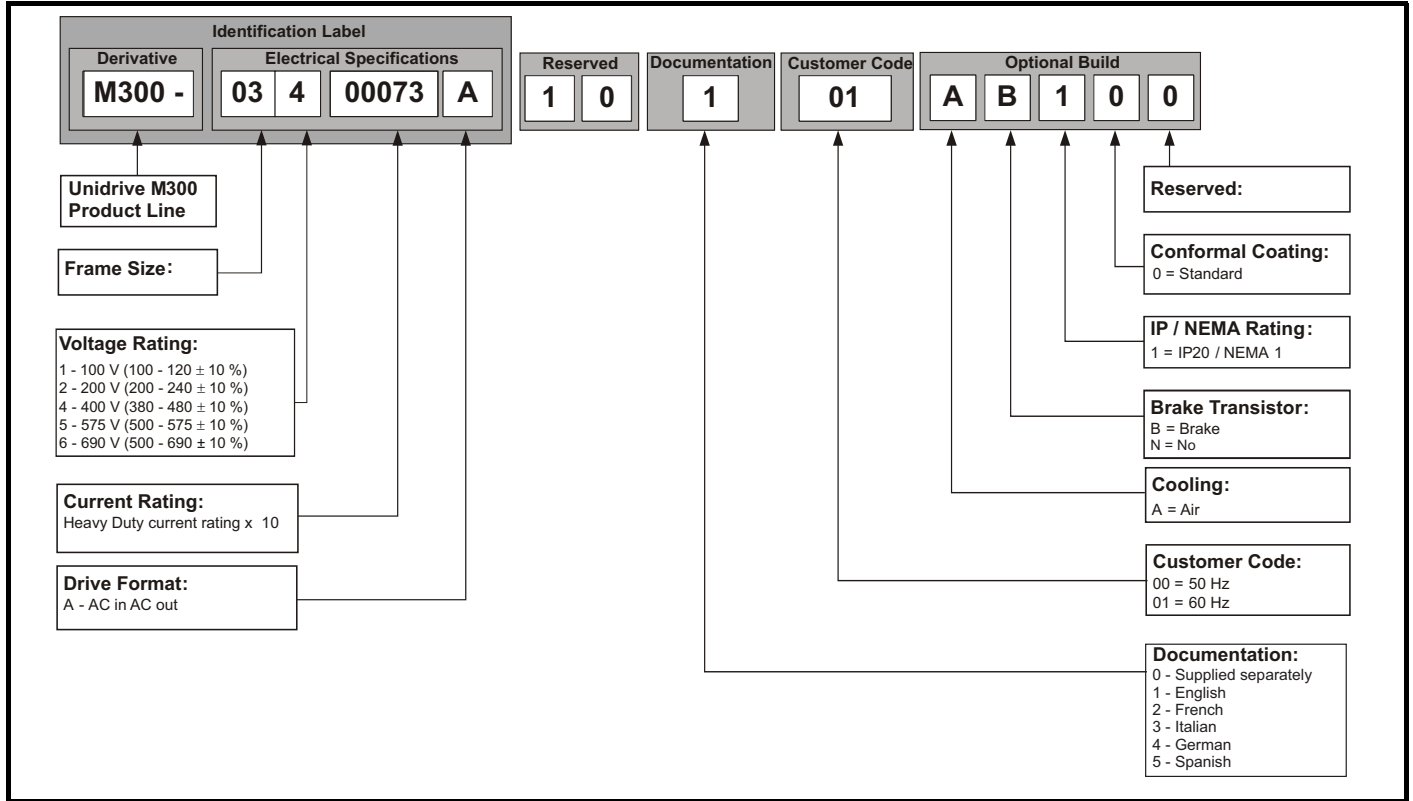 Identification Label
Derivative
Electrical Specifications
Reserved
Documentation
Customer Code
Optional Build
M300 -
03
4
00073
A
1
0
1
01
A
B
1
0
0
Unidrive M300
Product Line
Frame Size:
Voltage Rating:
1 - 100 V (100 - 120 ± 10 %)
2 - 200 V (200 - 240 ± 10 %)
4 - 400 V (380 - 480 ± 10 %)
5 - 575 V (500 - 575 ± 10 %)
6 - 690 V (500 - 690 ± 10 %)
Current Rating:
Heavy Duty current rating x 10
Drive Format:
A - AC in AC out
Reserved:
Conformal Coating:
0 = Standard
IP / NEMA Rating:
1 = IP20 / NEMA 1
Brake Transistor:
B = Brake
N = No
Cooling:
A = Air
Customer Code:
00 = 50 Hz
01 = 60 Hz
Documentation:
0 - Supplied separately
1 - English
2 - French
3 - Italian
4 - German
5 - Spanish